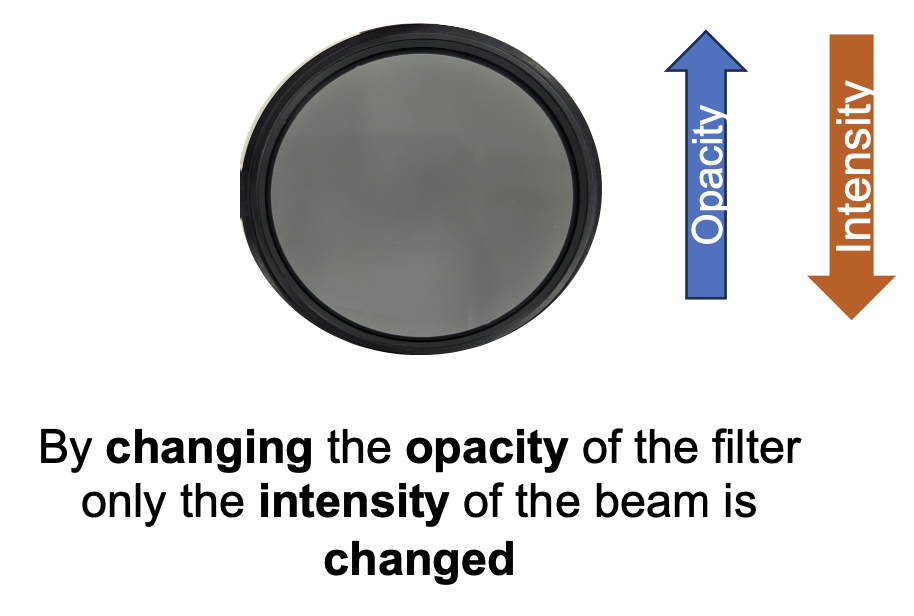 Opacity
Intensity
By changing the opacity of the filter
only the intensity of the beam is
changed